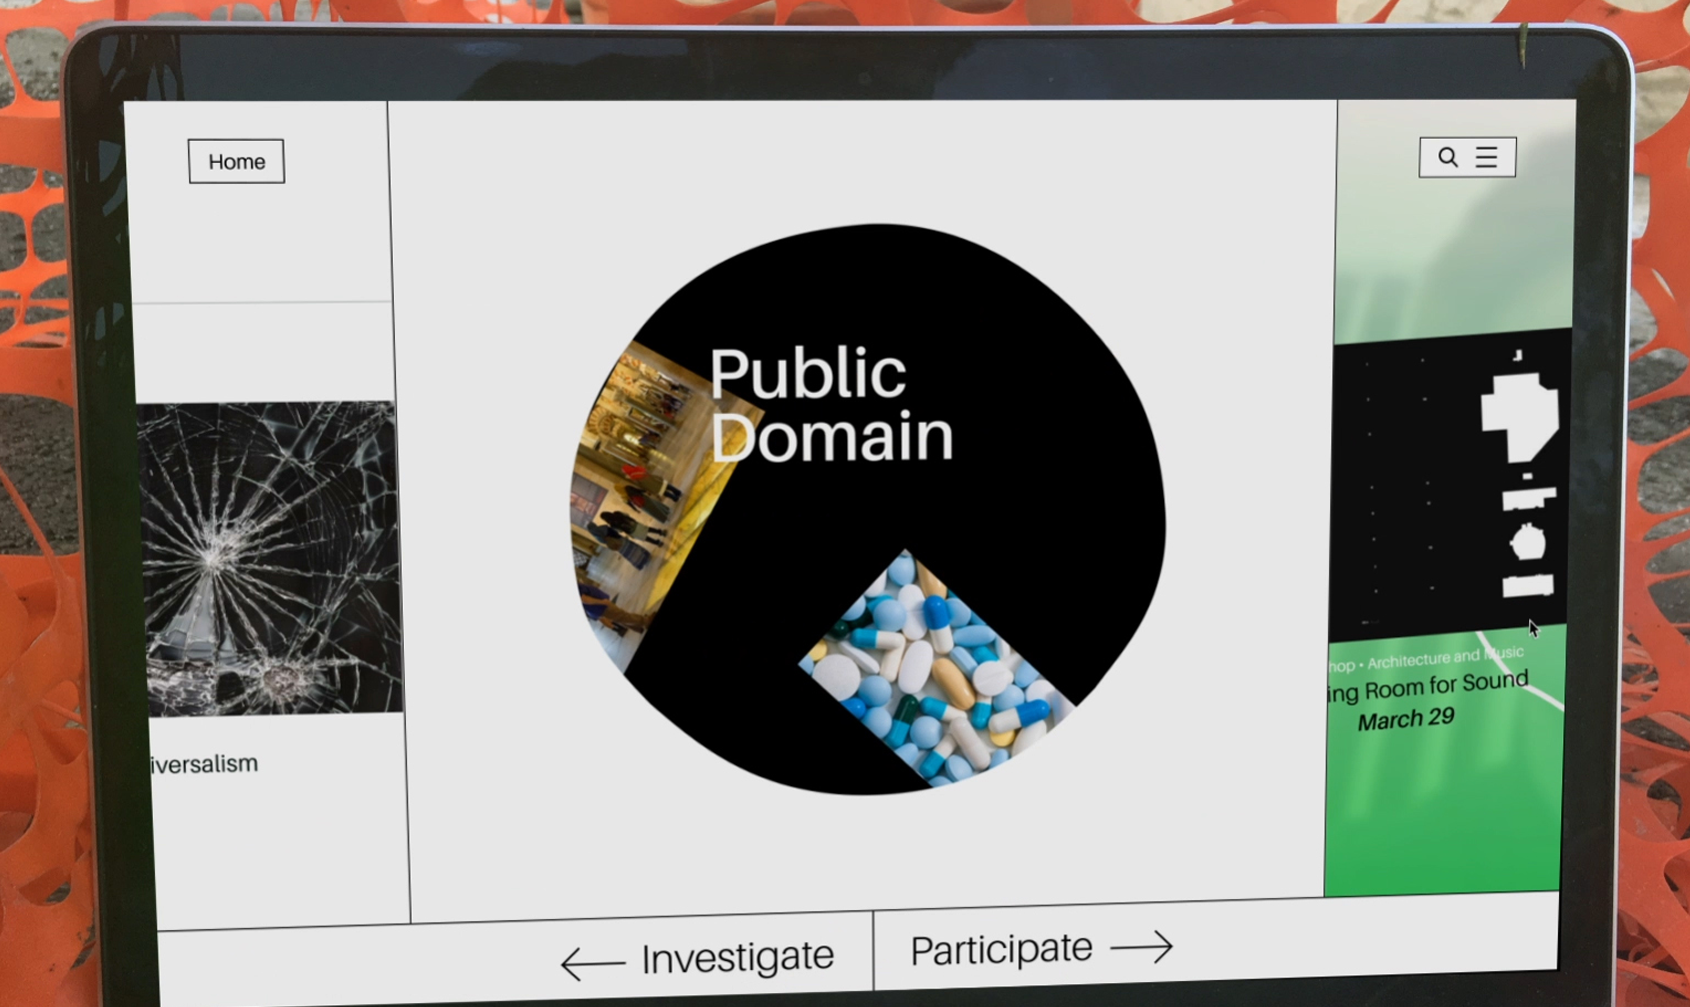 Home
Public
Domain
iversalism
hop • Architecture and Music
ing Room for Sound
March 29
← Investigate
Participate →